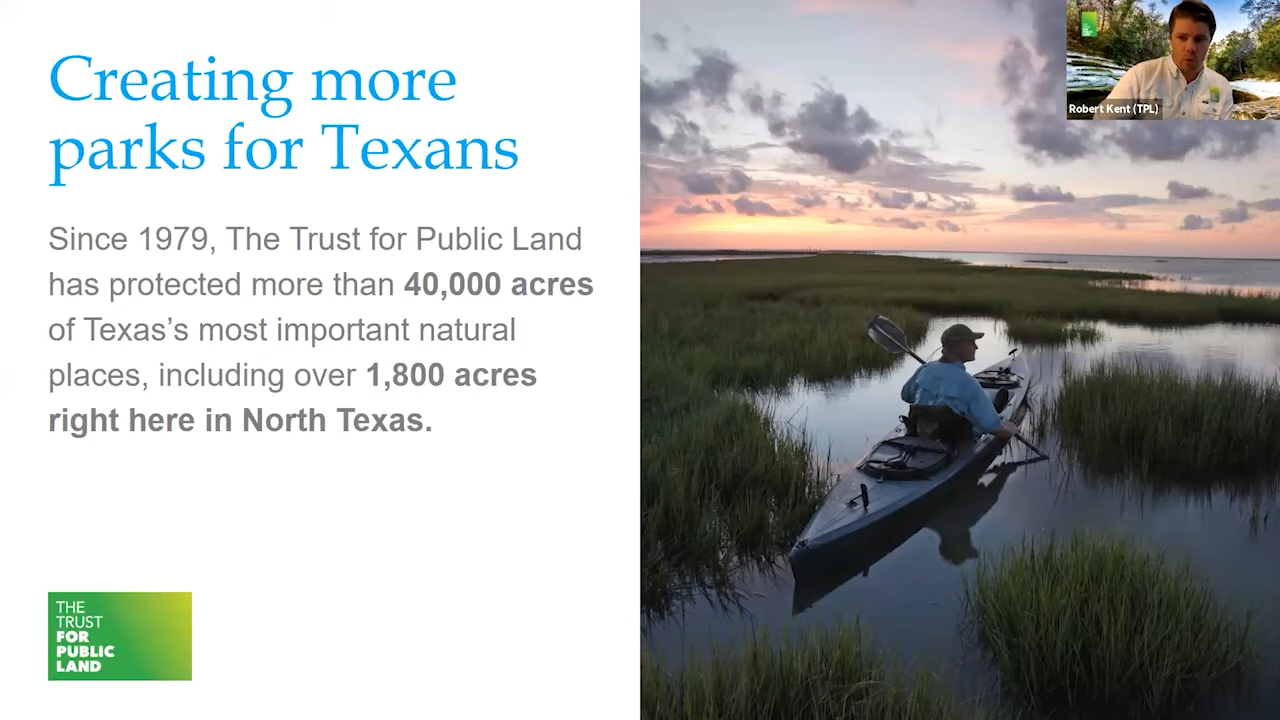 Creating more
parks for Texans
Since 1979, The Trust for Public Land
has protected more than 40,000 acres
of Texas’s most important natural
places, including over 1,800 acres
right here in North Texas.
THE
TRUST
FOR
PUBLIC
LAND
Robert Kent (TPL)